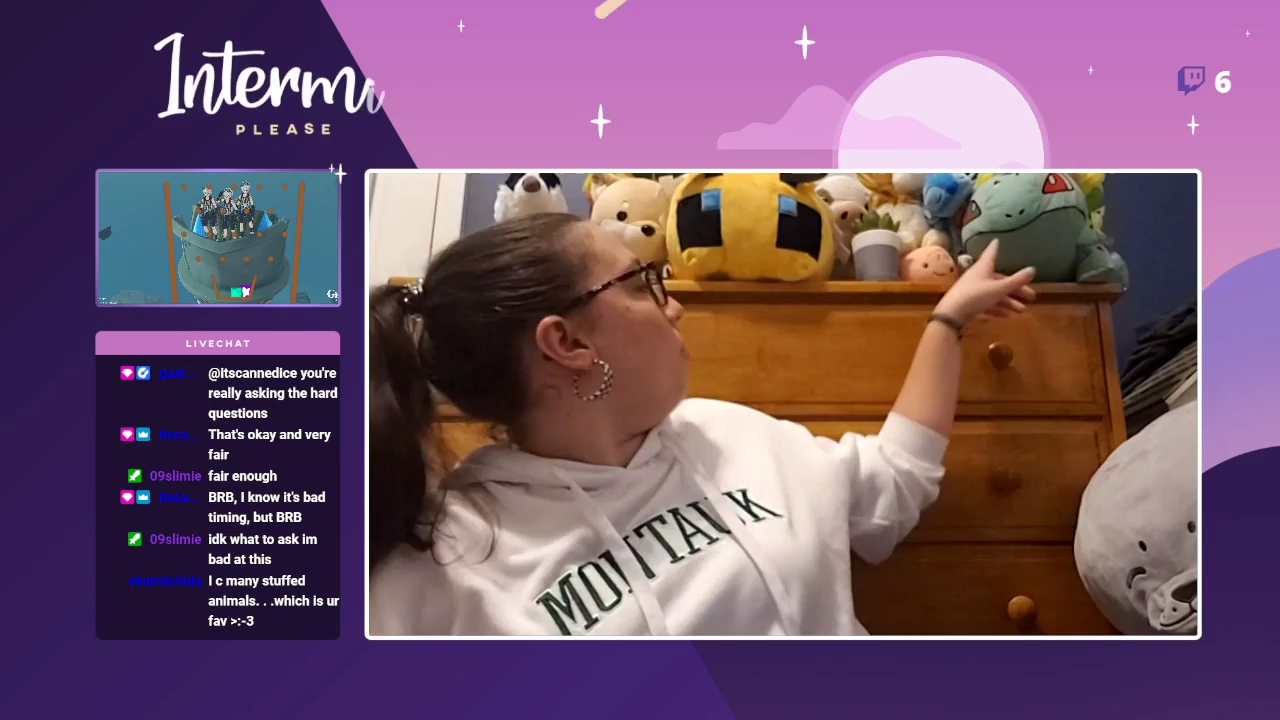 Intermi
PLEASE
6
LIVECHAT
@Itscannedice you're
really asking the hard
questions
That's okay and very
fair
09slimie fair enough
BRB, I know it's bad
timing, but BRB
09slimie idk what to ask im
bad at this
I c many stuffed
animals. . .which is ur
fav >:-3
MONTAUK